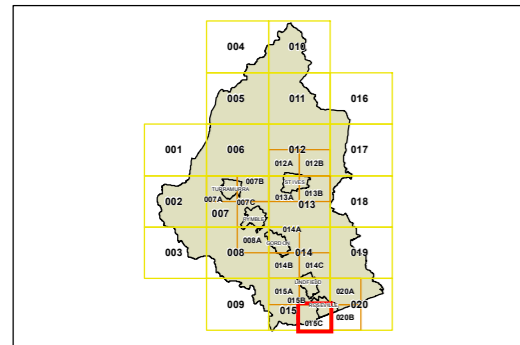 004 010
005 011 016
001 006 012 017
012A 012B
TURRAMURRA 007B ST IVES
002 007A 007C 013A 013B 018
007 PYMBLE 013
008A GORDON 014A
003 008 014 019
014B 014C
LINDFIELD
015A 020A
009 015 015B ROSEVILLE 020
015C 020B